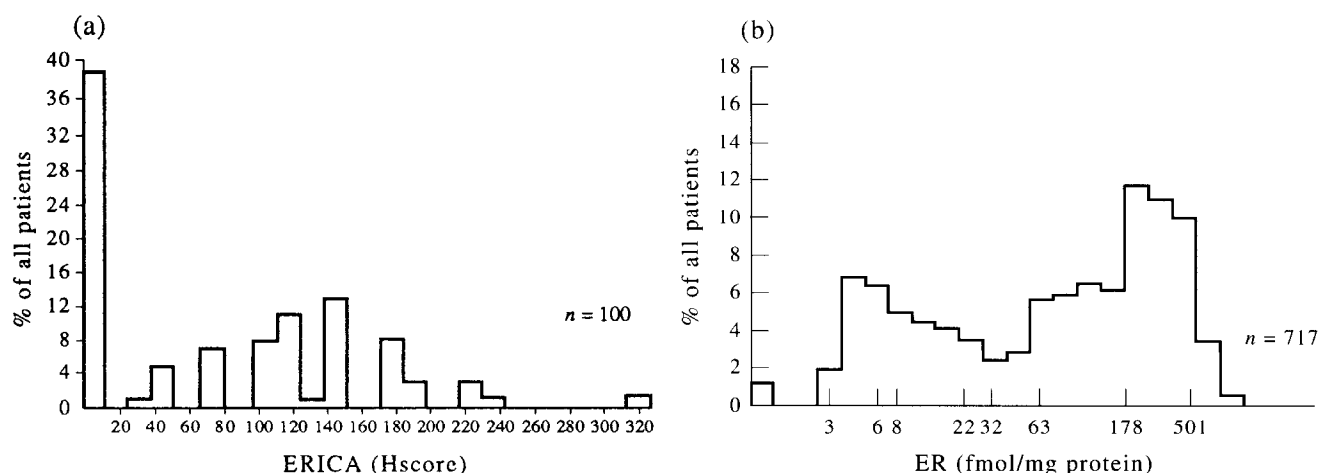 (a)
40
36
32
28
24
20
16
12
8
4
0
% of all patients
n = 100
20 40 60 80 100 120 140 160 180 200 220 240 260 280 300 320
ERICA (Hscore)
(b)
18
16
14
12
10
8
6
4
2
0
% of all patients
n = 717
3 6 8 22 32 63 178 501
ER (fmol/mg protein)